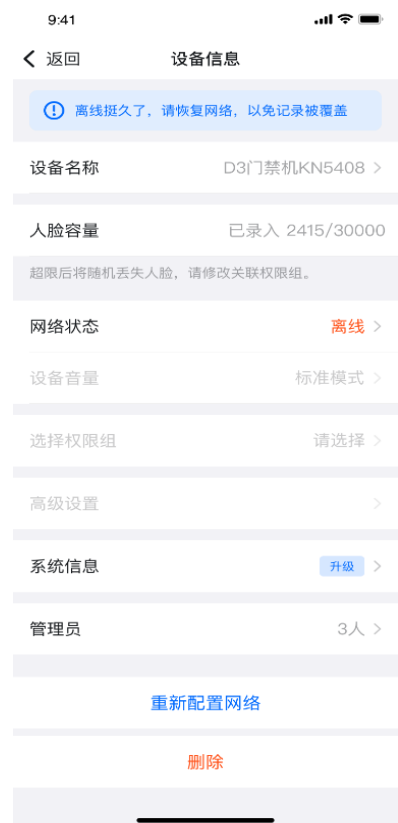 9:41
返回 设备信息
离线挺久了，请恢复网络，以免记录被覆盖
设备名称 D3门禁机KN5408
人脸容量 已录入 2415/30000
超限后将随机丢失人脸，请修改关联权限组。
网络状态 离线
设备音量 标准模式
选择权限组 请选择
高级设置
系统信息 升级
管理员 3人
重新配置网络
删除